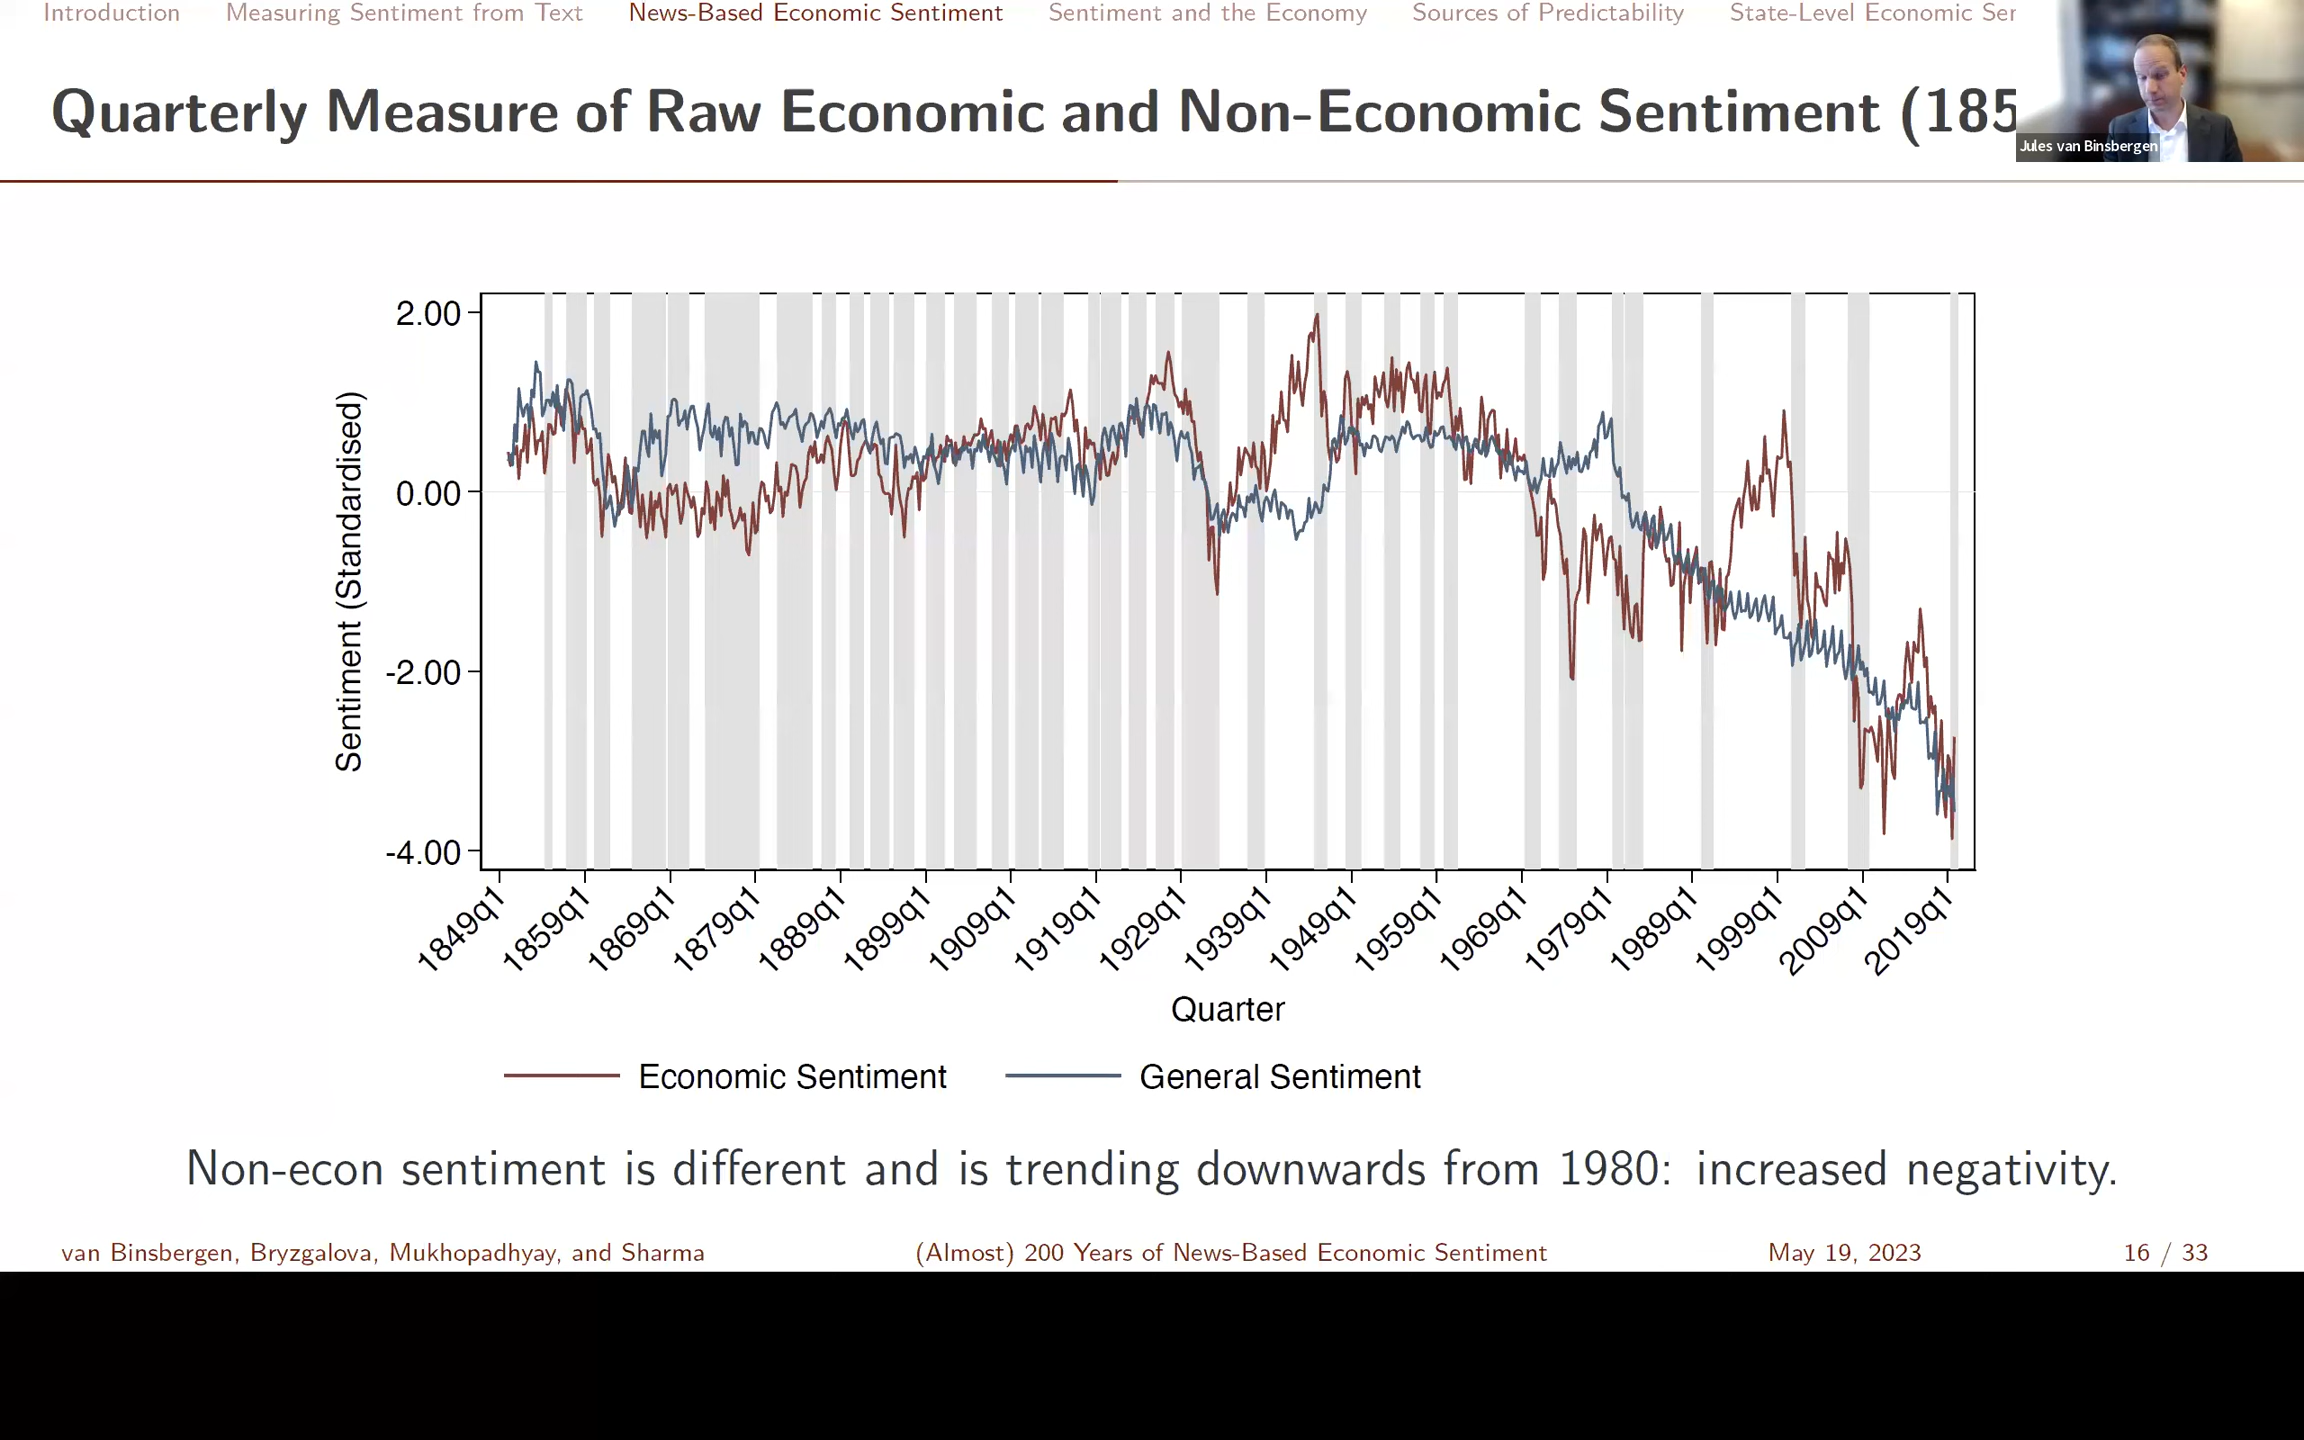 Introduction Measuring Sentiment from Text News-Based Economic Sentiment Sentiment and the Economy Sources of Predictability State-Level Economic Ser
Quarterly Measure of Raw Economic and Non-Economic Sentiment (185
Jules van Binsbergen
Sentiment (Standardised)
2.00
0.00
-2.00
-4.00
1849q1 1859q1 1869q1 1879q1 1889q1 1899q1 1909q1 1919q1 1929q1 1939q1 1949q1 1959q1 1969q1 1979q1 1989q1 1999q1 2009q1 2019q1
Quarter
Economic Sentiment General Sentiment
Non-econ sentiment is different and is trending downwards from 1980: increased negativity.
van Binsbergen, Bryzgalova, Mukhopadhyay, and Sharma (Almost) 200 Years of News-Based Economic Sentiment May 19, 2023 16 / 33